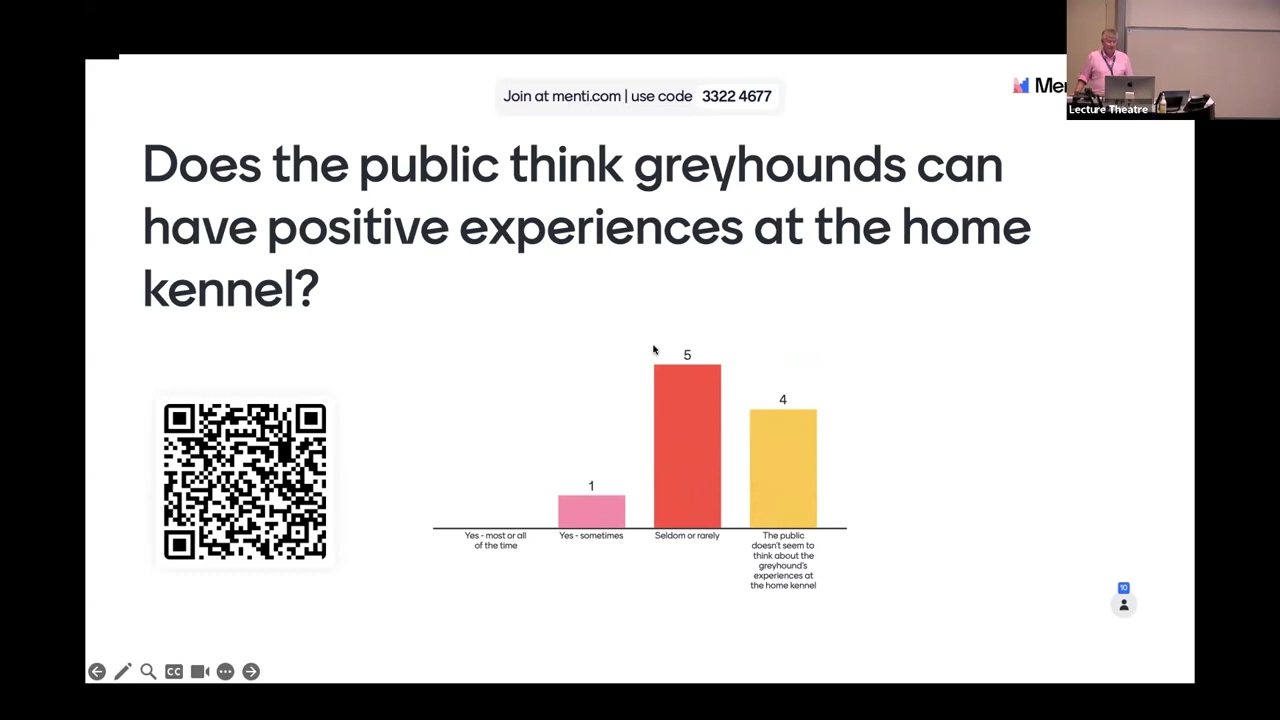 Join at menti.com | use code 3322 4677
Lecture Theatre
Does the public think greyhounds can
have positive experiences at the home
kennel?
5
4
1
Yes - most or all
of the time
Yes - sometimes
Seldom or rarely
The public
doesn't seem to
think about the
greyhound's
experiences at
the home kennel
10
CC